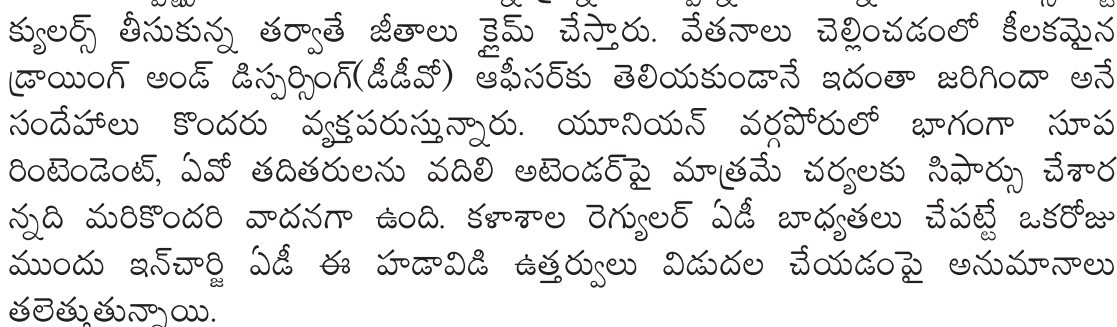 క్యులర్స్ తీసుకున్న తర్వాతే జీతాలు క్లైమ్ చేస్తారు. వేతనాలు చెల్లించడంలో కీలకమైన
డ్రాయింగ్ అండ్ డిస్పర్సింగ్(డీడీవో) ఆఫీసర్‌కు తెలియకుండానే ఇదంతా జరిగిందా అనే
సందేహాలు కొందరు వ్యక్తపరుస్తున్నారు. యూనియన్ వర్గపోరులో భాగంగా సూప
రింటెండెంట్, ఏవో తదితరులను వదిలి అటెండర్‌పై మాత్రమే చర్యలకు సిఫార్సు చేశార
న్నది మరికొందరి వాదనగా ఉంది. కళాశాల రెగ్యులర్ ఏడీ బాధ్యతలు చేపట్టే ఒకరోజు
ముందు ఇన్‌చార్జి ఏడీ ఈ హడావిడి ఉత్తర్వులు విడుదల చేయడంపై అనుమానాలు
తలెత్తుతున్నాయి.